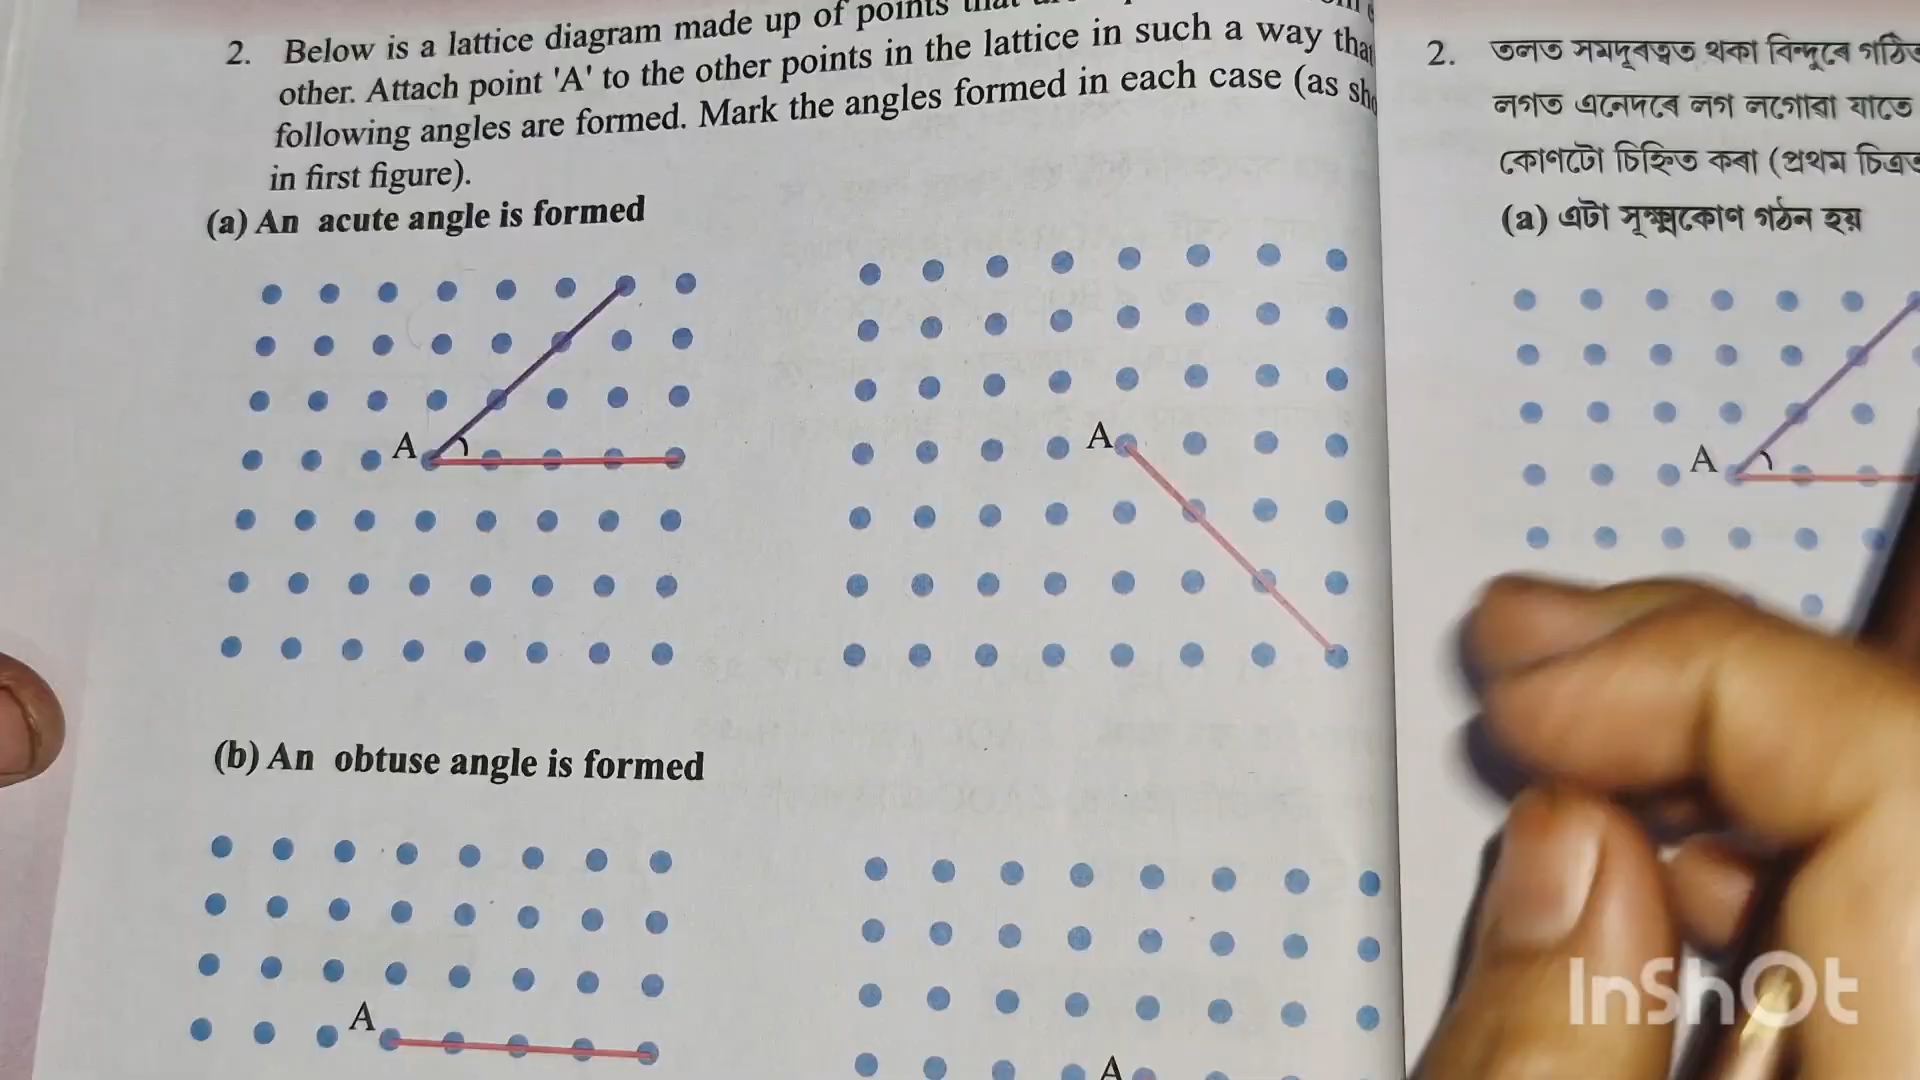 2. Below is a lattice diagram made up of points
other. Attach point 'A' to the other points in the lattice in such a way that
following angles are formed. Mark the angles formed in each case (as
in first figure).
(a) An acute angle is formed
A
A
(b) An obtuse angle is formed
A
A
2. তলত সমদূৰত্বত থকা বিন্দুৰে
লগত এনেদৰে লগ লগোৱা যাতে
কোণটো চিহ্নিত কৰা (প্ৰথম
(a) এটা সূক্ষ্মকোণ গঠন হয়
A
InShOt